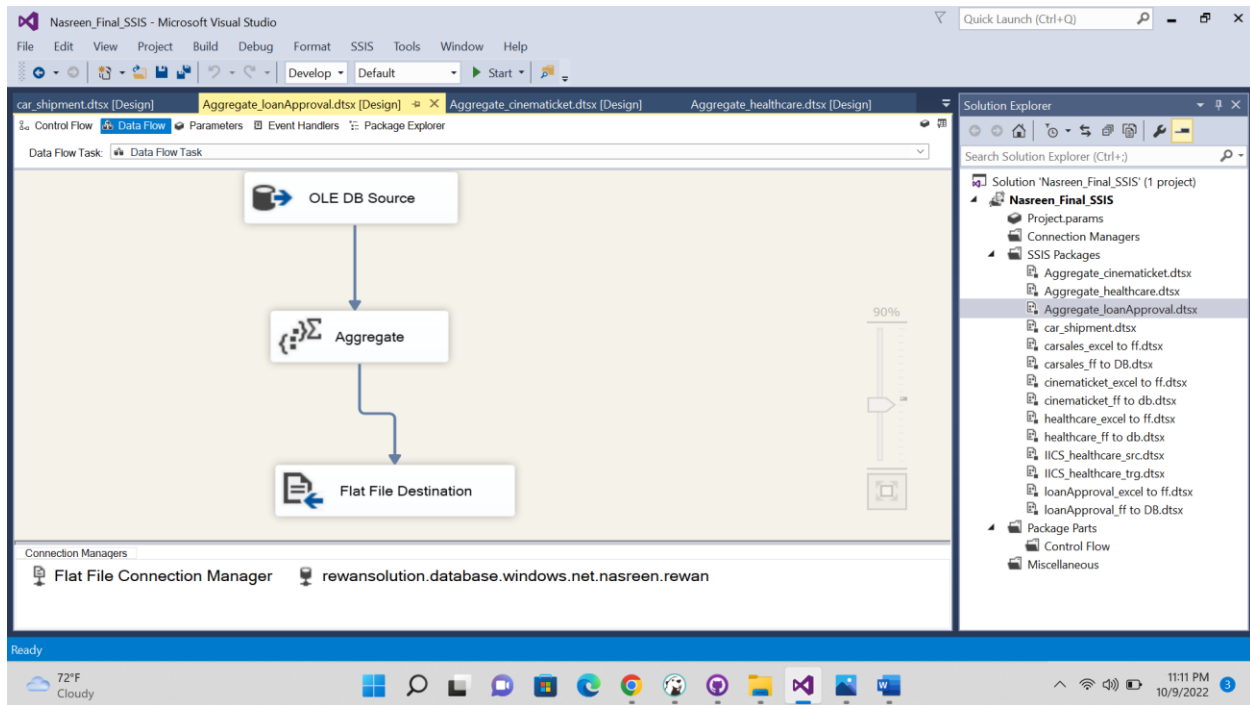 Nasreen_Final_SSIS - Microsoft Visual Studio
Quick Launch (Ctrl+Q)
File Edit View Project Build Debug Format SSIS Tools Window Help
Develop Default Start
car_shipment.dtsx [Design] Aggregate_loanApproval.dtsx [Design] Aggregate_cinematicket.dtsx [Design] Aggregate_healthcare.dtsx [Design]
Control Flow Data Flow Parameters Event Handlers Package Explorer
Data Flow Task: Data Flow Task
OLE DB Source
Aggregate
Flat File Destination
90%
Connection Managers
Flat File Connection Manager rewansolution.database.windows.net.nasreen.rewan
Solution Explorer
Search Solution Explorer (Ctrl+;)
Solution 'Nasreen_Final_SSIS' (1 project)
Nasreen_Final_SSIS
Project.params
Connection Managers
SSIS Packages
Aggregate_cinematicket.dtsx
Aggregate_healthcare.dtsx
Aggregate_loanApproval.dtsx
car_shipment.dtsx
carsales_excel to ff.dtsx
carsales_ff to DB.dtsx
cinematicket_excel to ff.dtsx
cinematicket_ff to db.dtsx
healthcare_excel to ff.dtsx
healthcare_ff to db.dtsx
IICS_healthcare_src.dtsx
IICS_healthcare_trg.dtsx
loanApproval_excel to ff.dtsx
loanApproval_ff to DB.dtsx
Package Parts
Control Flow
Miscellaneous
Ready
72°F
Cloudy
11:11 PM
10/9/2022
3